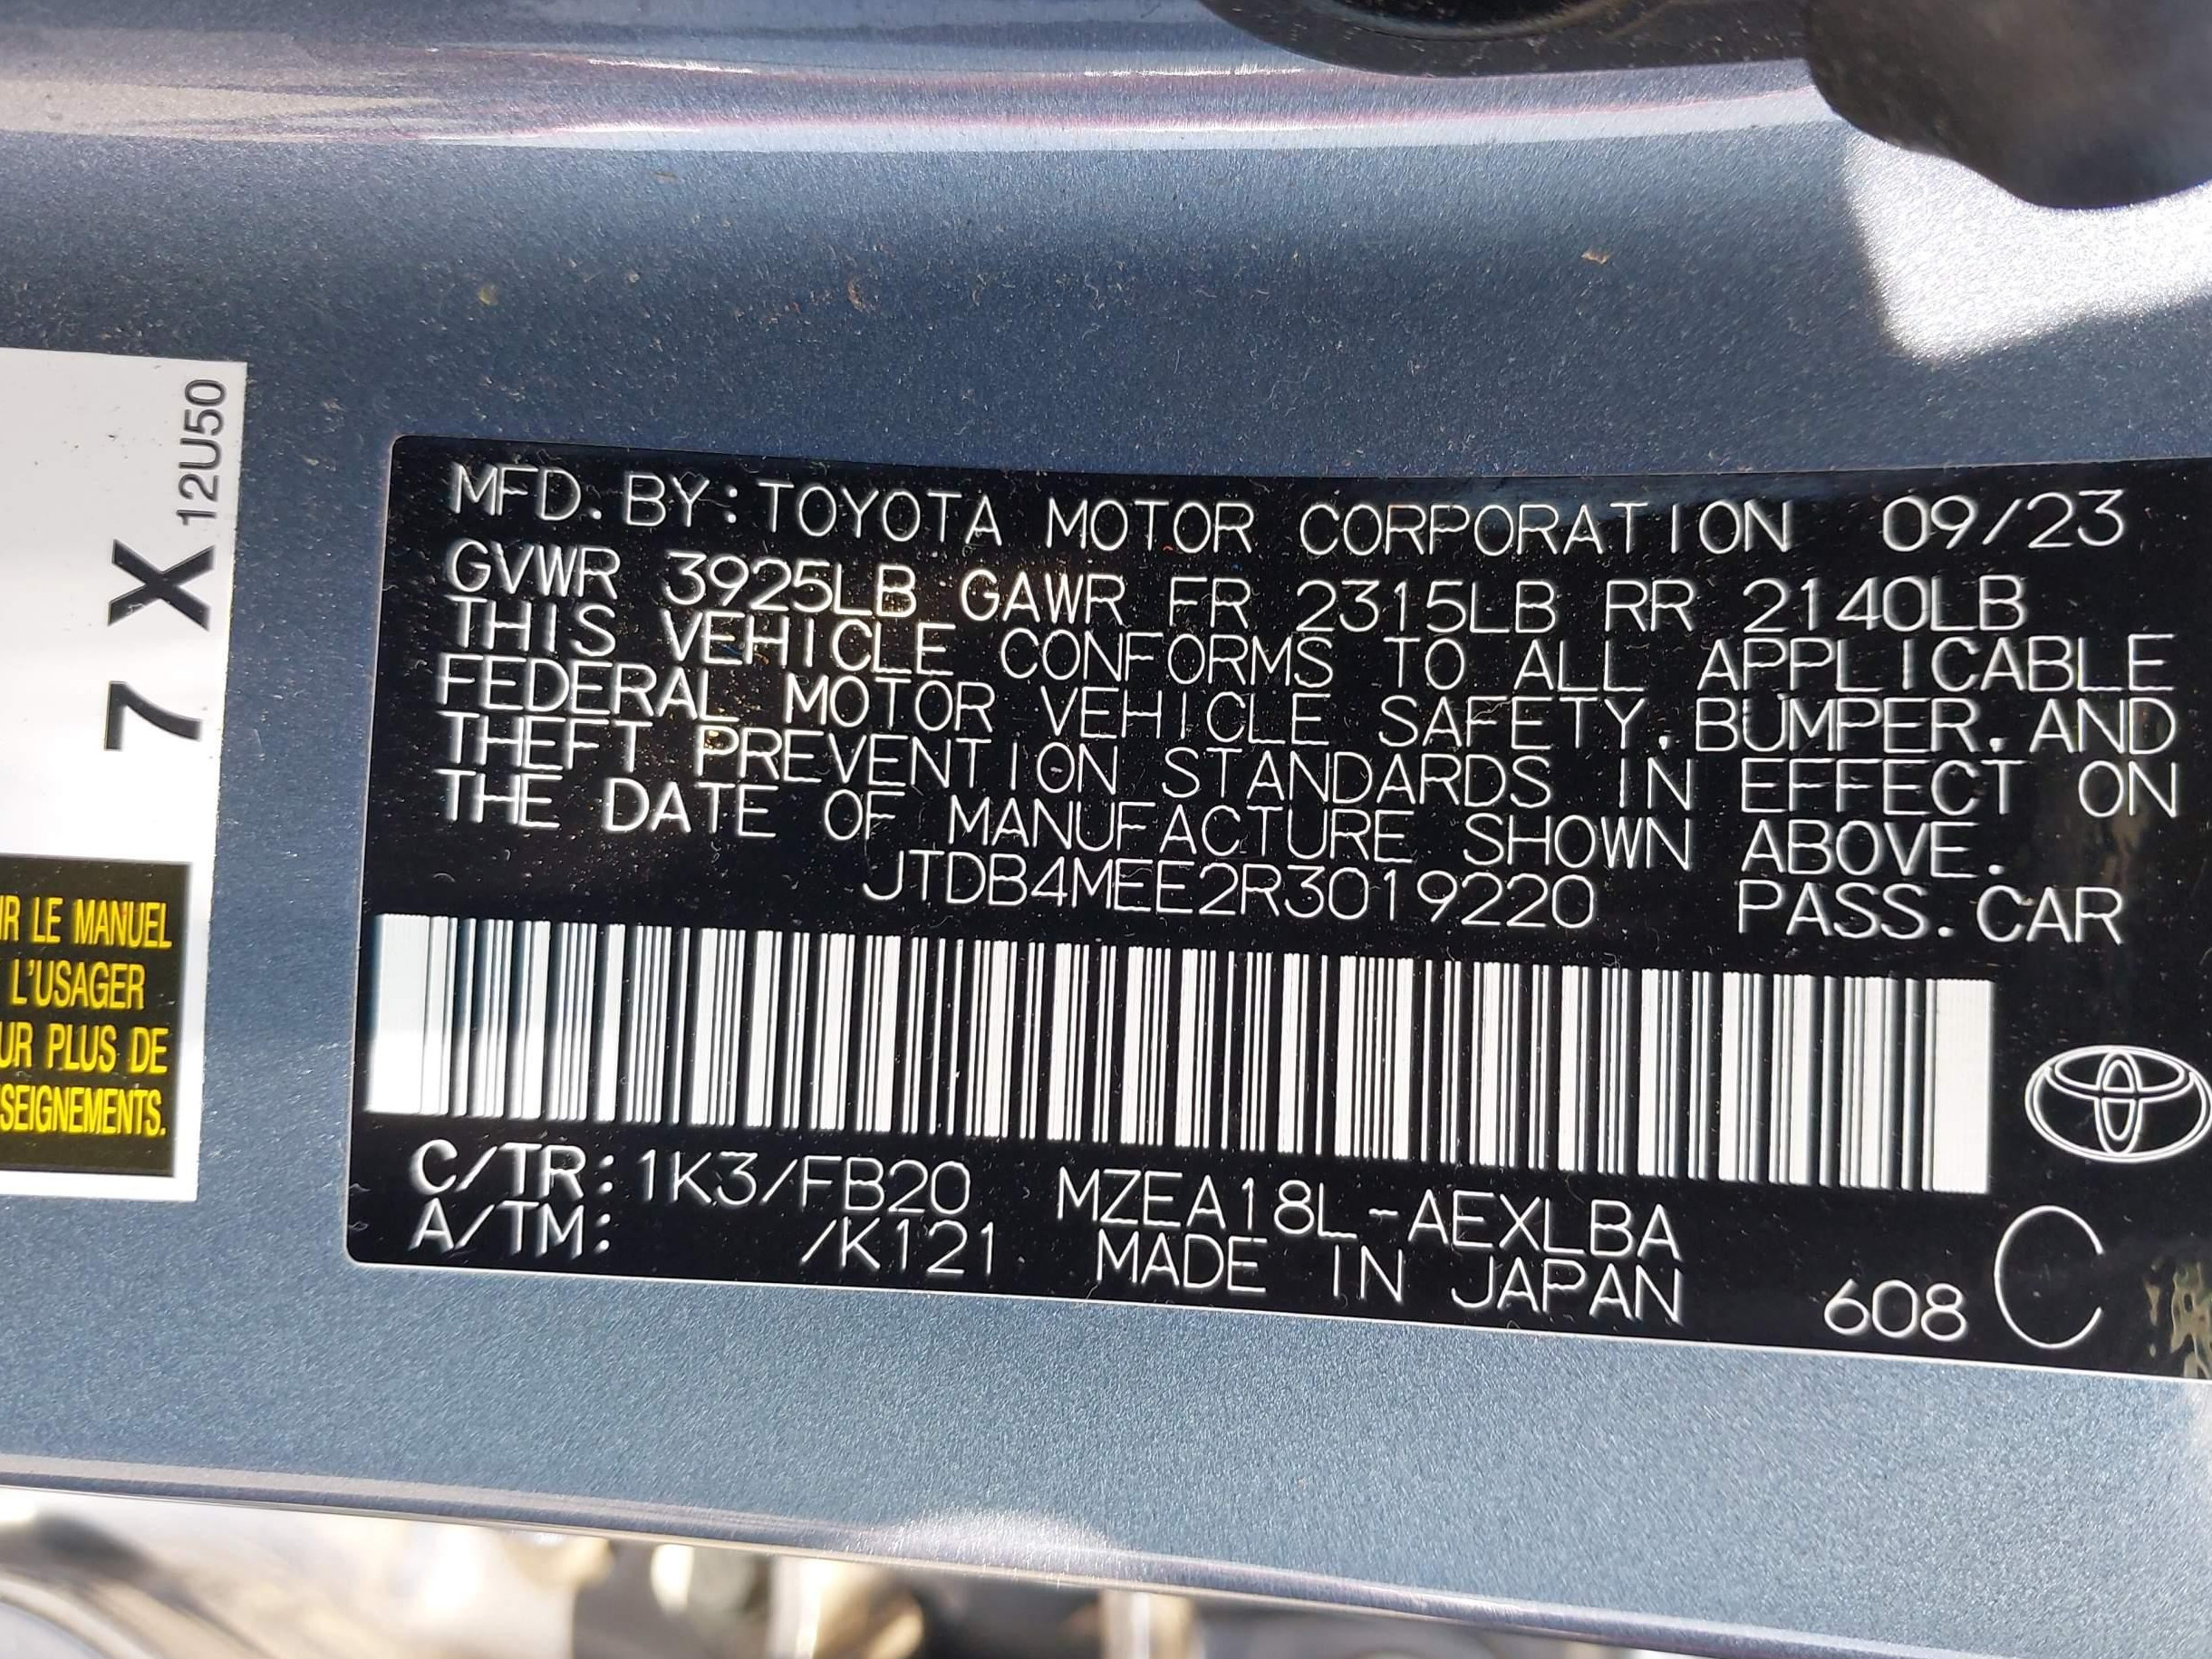 7 X 12U50
R LE MANUEL
L'USAGER
UR PLUS DE
SEIGNEMENTS.
MFD. BY: TOYOTA MOTOR CORPORATION 09/23
GVWR 3925LB GAWR FR 2315LB RR 2140LB
THIS VEHICLE CONFORMS TO ALL APPLICABLE
FEDERAL MOTOR VEHICLE SAFETY, BUMPER, AND
THEFT PREVENTION STANDARDS IN EFFECT ON
THE DATE OF MANUFACTURE SHOWN ABOVE.
JTDB4MEE2R3019220 PASS. CAR
C/TR: 1K3/FB20 MZEA18L-AEXLBA
A/TM: /K121 MADE IN JAPAN 608 C